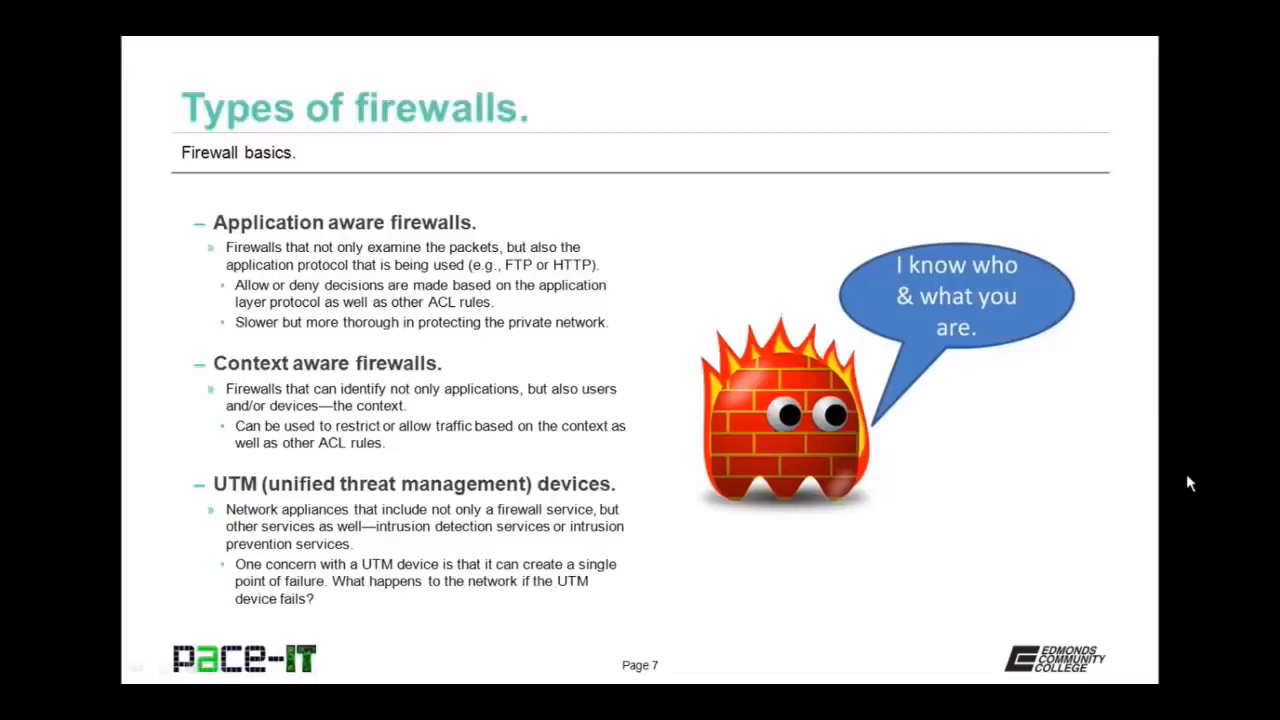 Types of firewalls.
Firewall basics.
– Application aware firewalls.
» Firewalls that not only examine the packets, but also the
application protocol that is being used (e.g., FTP or HTTP).
• Allow or deny decisions are made based on the application
layer protocol as well as other ACL rules.
• Slower but more thorough in protecting the private network.
– Context aware firewalls.
» Firewalls that can identify not only applications, but also users
and/or devices—the context.
• Can be used to restrict or allow traffic based on the context as
well as other ACL rules.
– UTM (unified threat management) devices.
» Network appliances that include not only a firewall service, but
other services as well—intrusion detection services or intrusion
prevention services.
• One concern with a UTM device is that it can create a single
point of failure. What happens to the network if the UTM
device fails?
I know who
& what you
are.
pace-IT
Page 7
EDMONDS
COMMUNITY
COLLEGE